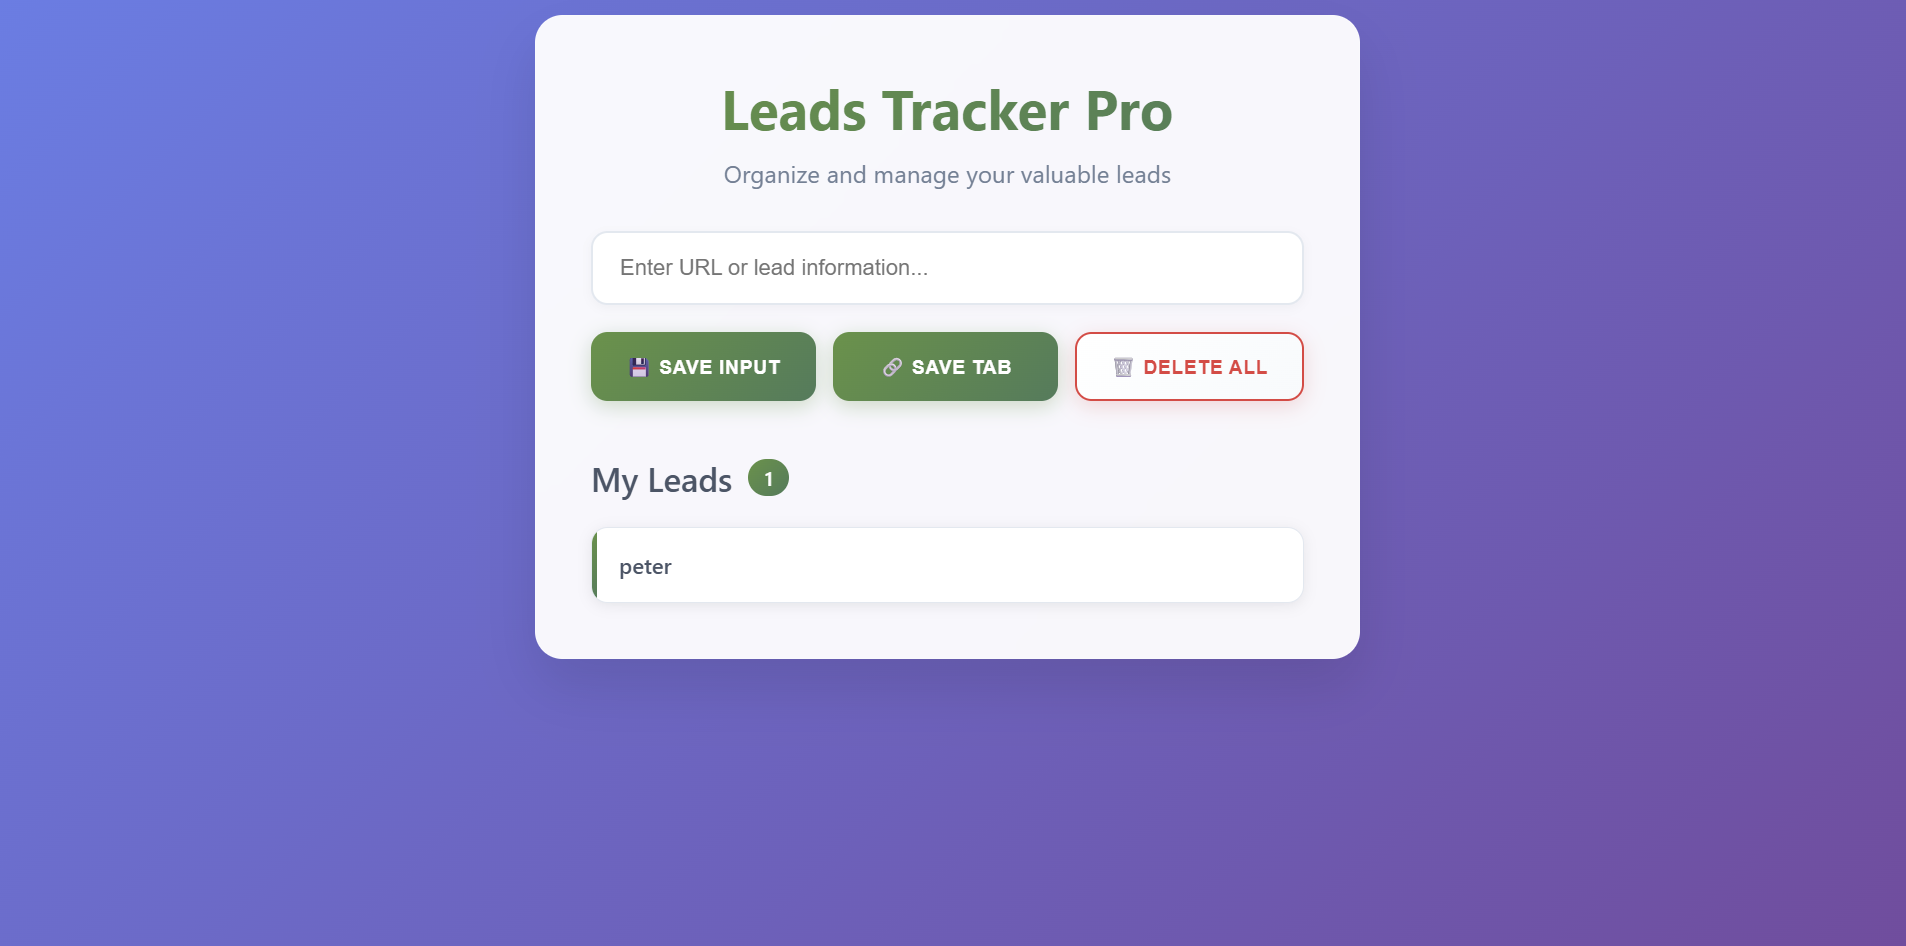 Leads Tracker Pro
Organize and manage your valuable leads
Enter URL or lead information...
SAVE INPUT
SAVE TAB
DELETE ALL
My Leads 1
peter